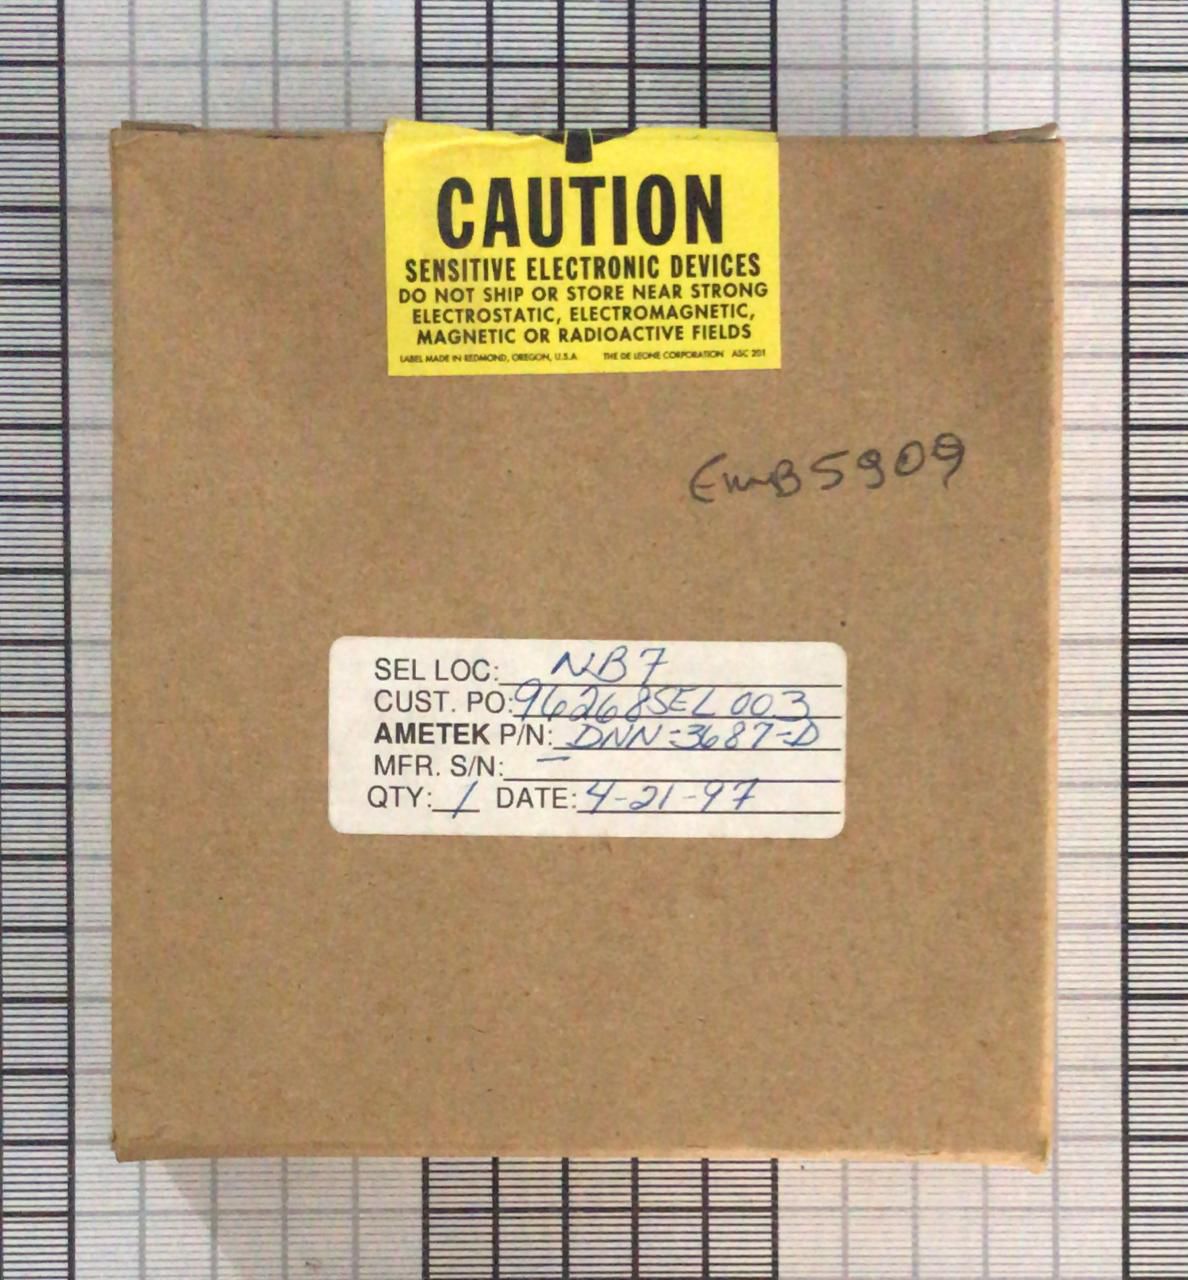 CAUTION
SENSITIVE ELECTRONIC DEVICES
DO NOT SHIP OR STORE NEAR STRONG
ELECTROSTATIC, ELECTROMAGNETIC,
MAGNETIC OR RADIOACTIVE FIELDS
LABEL MADE IN REDMOND, OREGON, U.S.A THE DE LEONE CORPORATION ASC 201
EmB5909
SEL LOC: NB7
CUST. PO: 96268SEL003
AMETEK P/N: DNN-3687-D
MFR. S/N: —
QTY: 1 DATE: 4-21-97